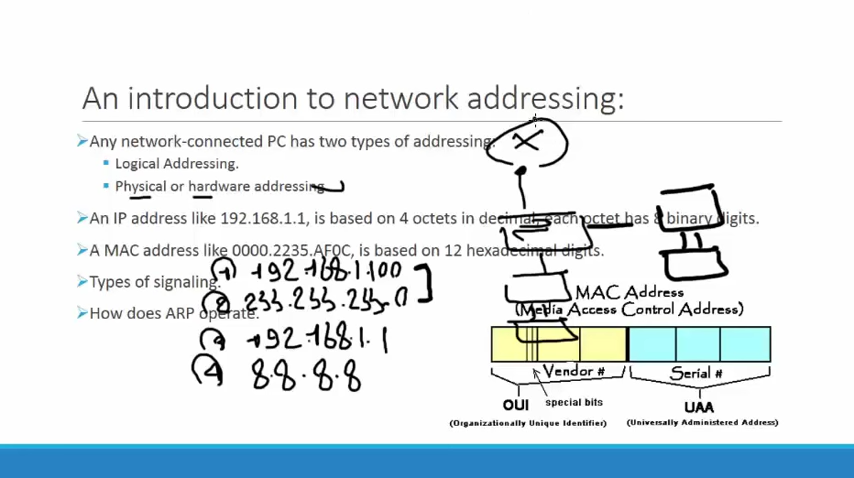 An introduction to network addressing:
Any network-connected PC has two types of addressing.
Logical Addressing.
Physical or hardware addressing
An IP address like 192.168.1.1, is based on 4 octets in decimal, each octet has 8 binary digits.
A MAC address like 0000.2235.AF0C, is based on 12 hexadecimal digits.
192.168.1.100
Types of signaling.
255.255.255.0
How does ARP operate.
192.168.1.1
8.8.8.8
MAC Address
(Media Access Control Address)
Vendor #
Serial #
special bits
OUI
UAA
(Organizationally Unique Identifier)
(Universally Administered Address)